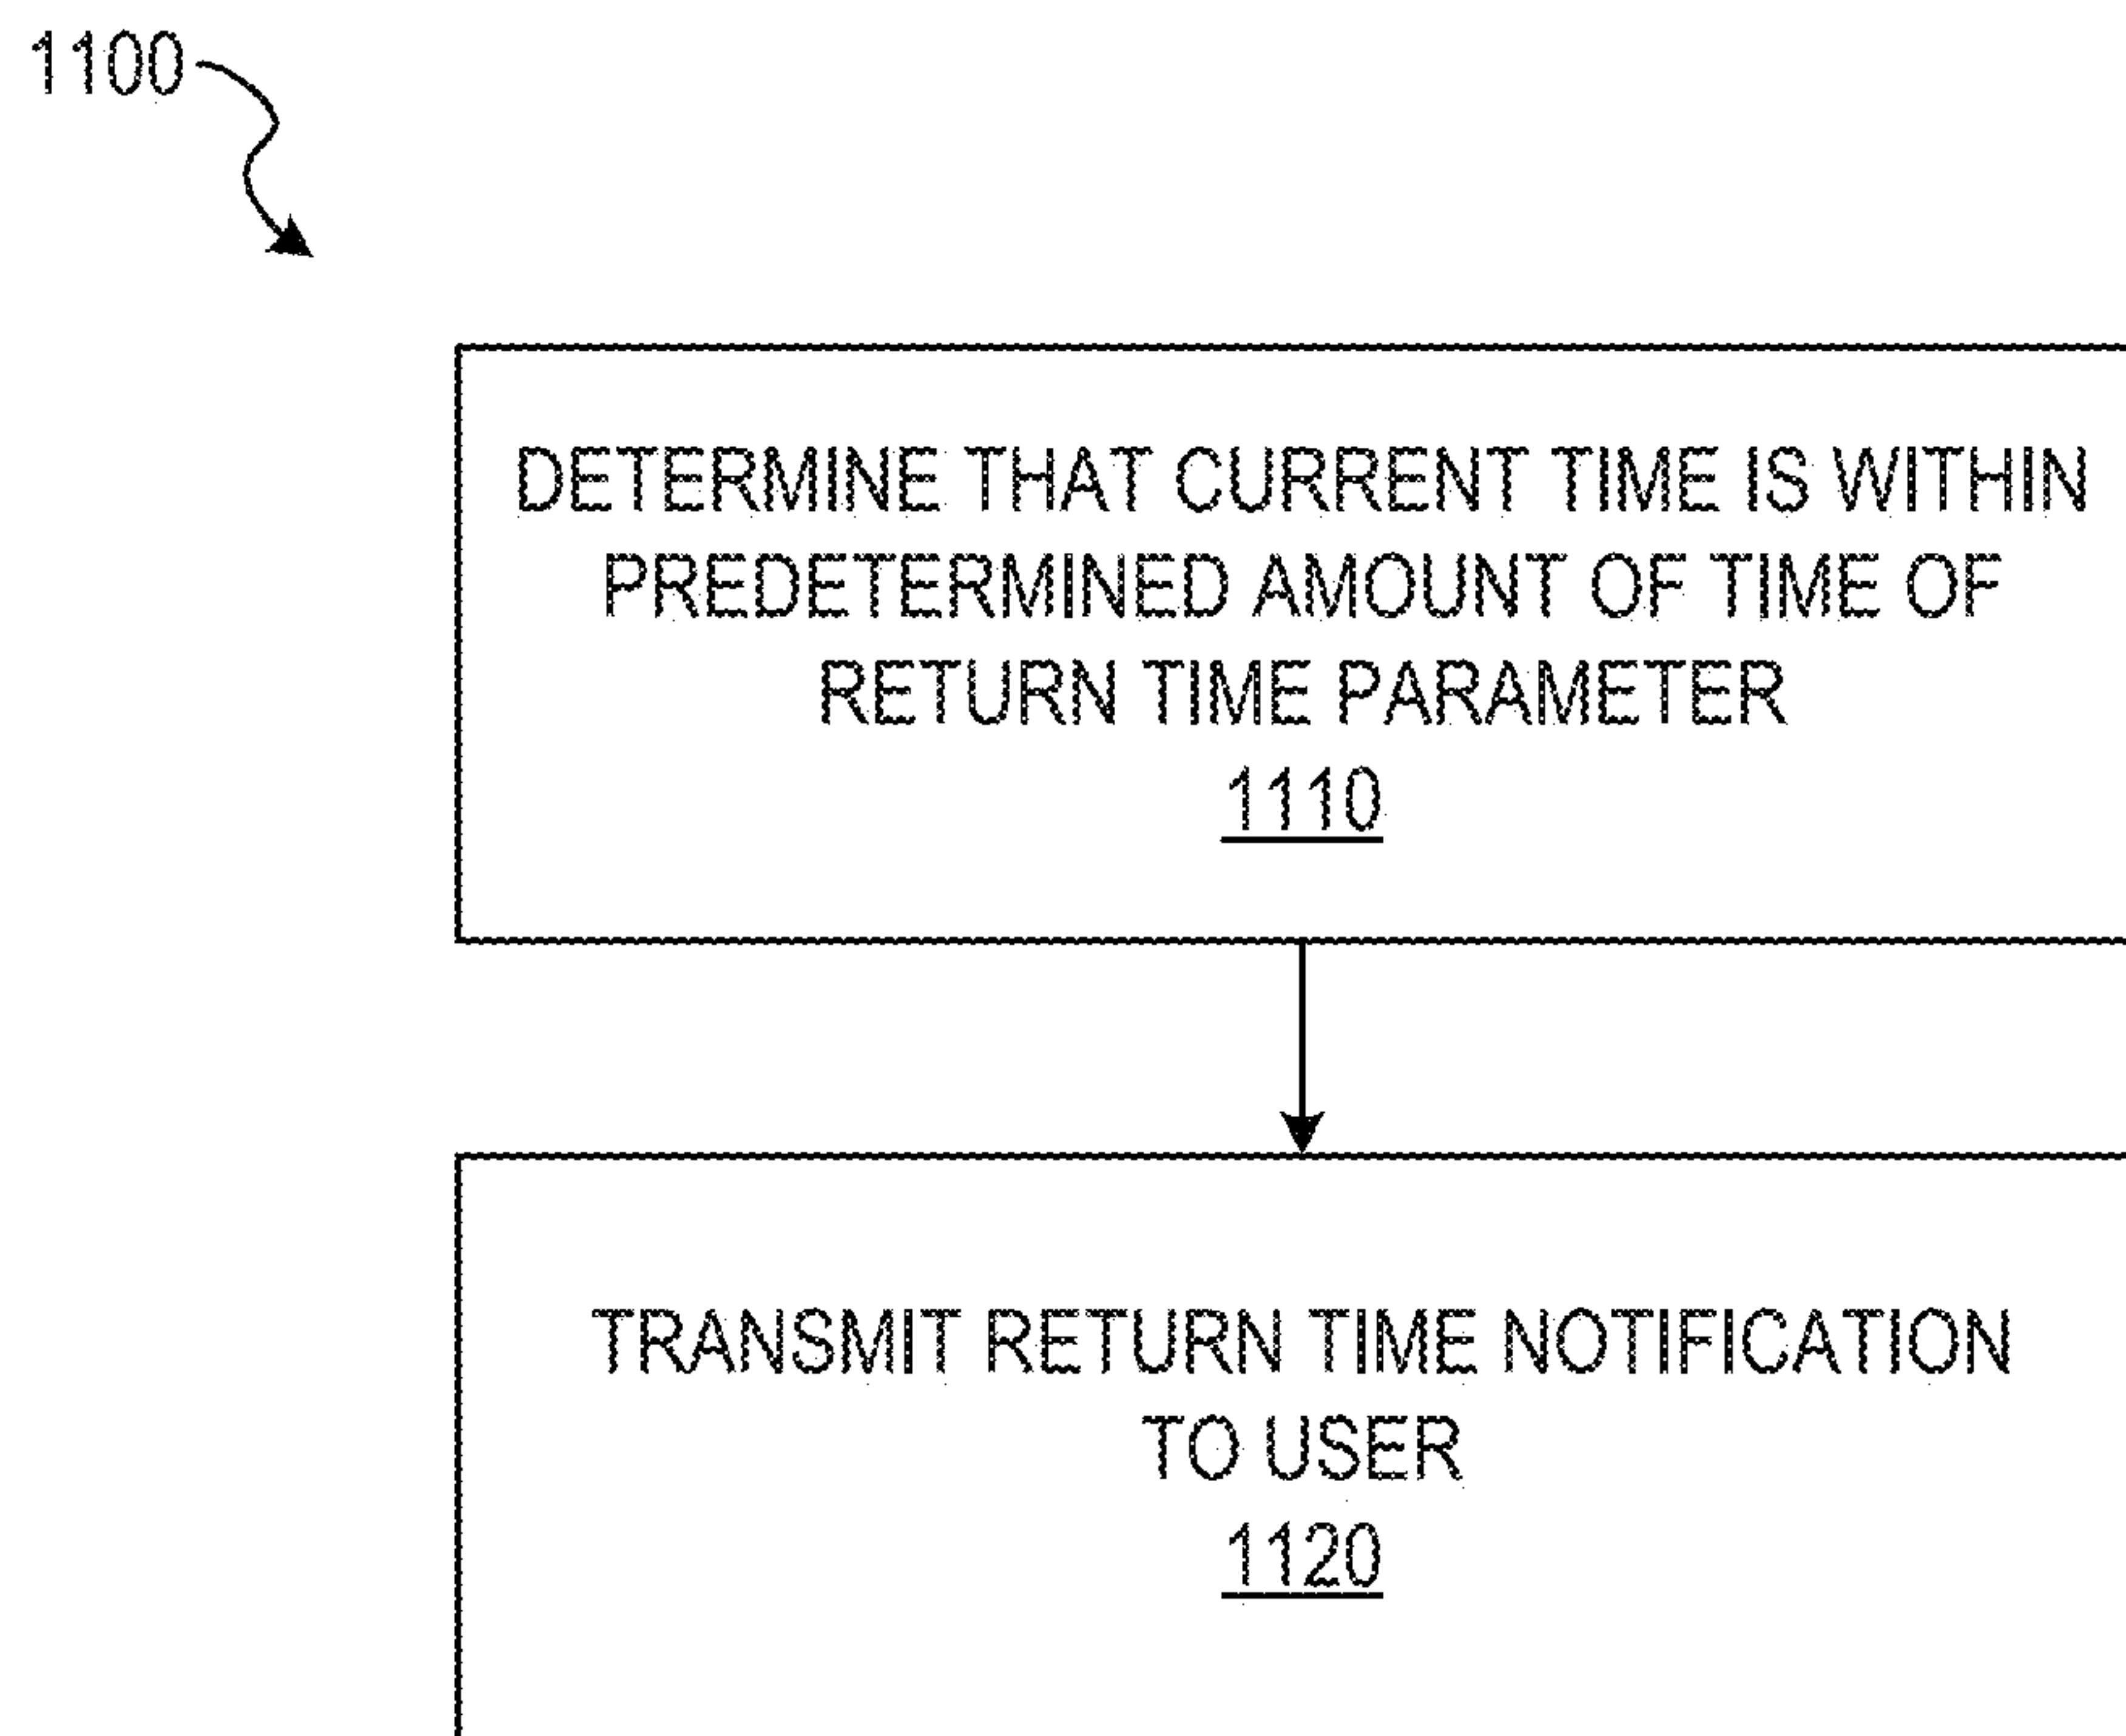 1100
DETERMINE THAT CURRENT TIME IS WITHIN
PREDETERMINED AMOUNT OF TIME OF
RETURN TIME PARAMETER
1110
TRANSMIT RETURN TIME NOTIFICATION
TO USER
1120